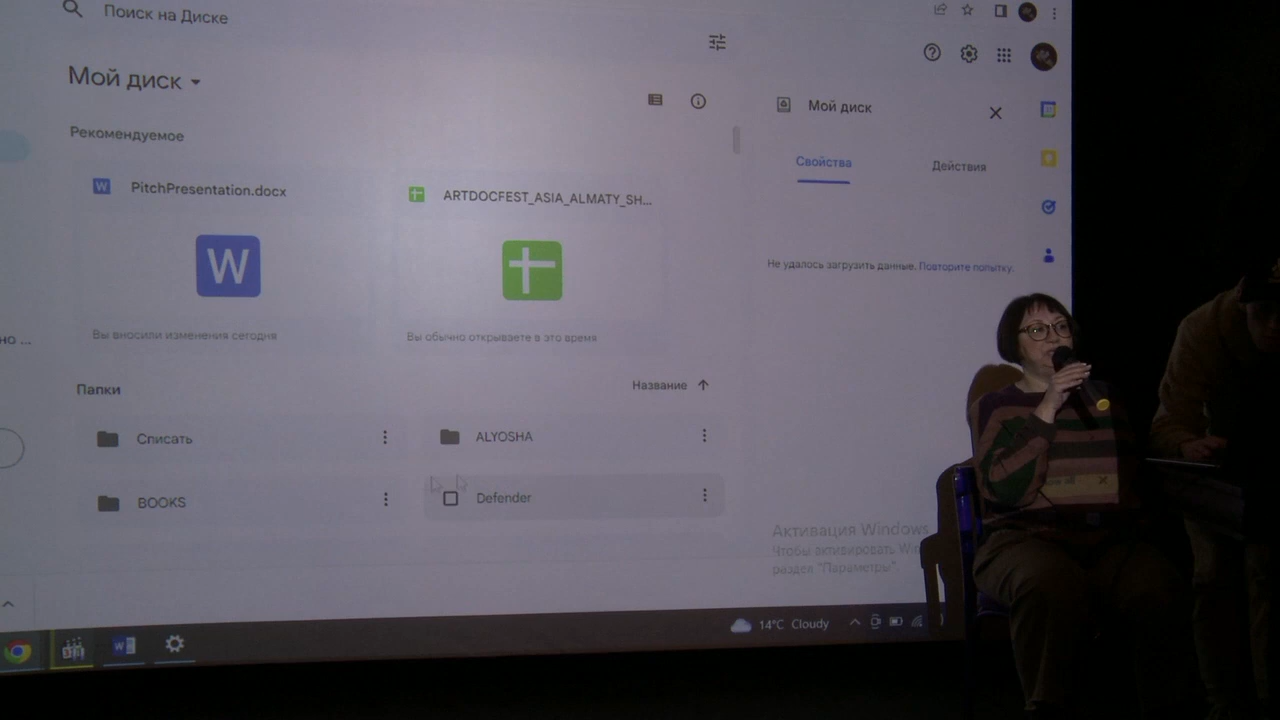 Поиск на Диске
Мой диск
Рекомендуемое
PitchPresentation.docx
ARTDOCFEST_ASIA_ALMATY_SH...
W
Вы вносили изменения сегодня
Вы обычно открываете в это время
но ...
Папки
Название
Списать
ALYOSHA
BOOKS
Defender
Мой диск
Свойства
Действия
Не удалось загрузить данные. Повторите попытку.
Активация Windows
Чтобы активировать Win
раздел "Параметры".
14°C Cloudy